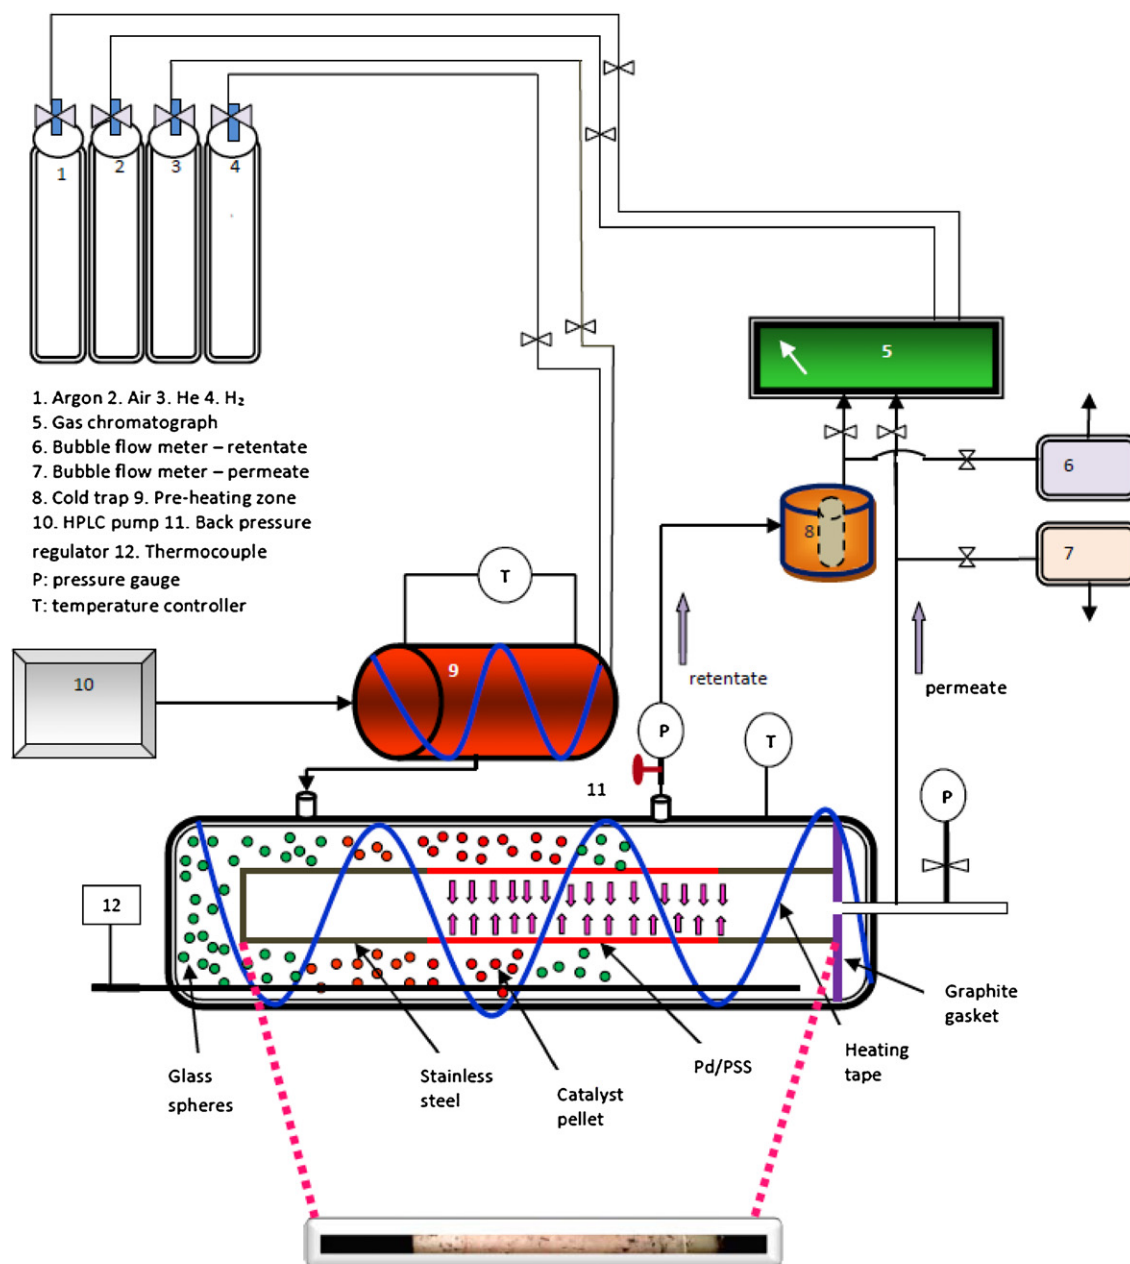 1
2
3
4
1. Argon 2. Air 3. He 4. H₂
5. Gas chromatograph
6. Bubble flow meter – retentate
7. Bubble flow meter – permeate
8. Cold trap 9. Pre-heating zone
10. HPLC pump 11. Back pressure
regulator 12. Thermocouple
P: pressure gauge
T: temperature controller
5
6
7
8
T
9
10
retentate
permeate
P
T
P
11
12
Glass
spheres
Stainless
steel
Catalyst
pellet
Pd/PSS
Heating
tape
Graphite
gasket